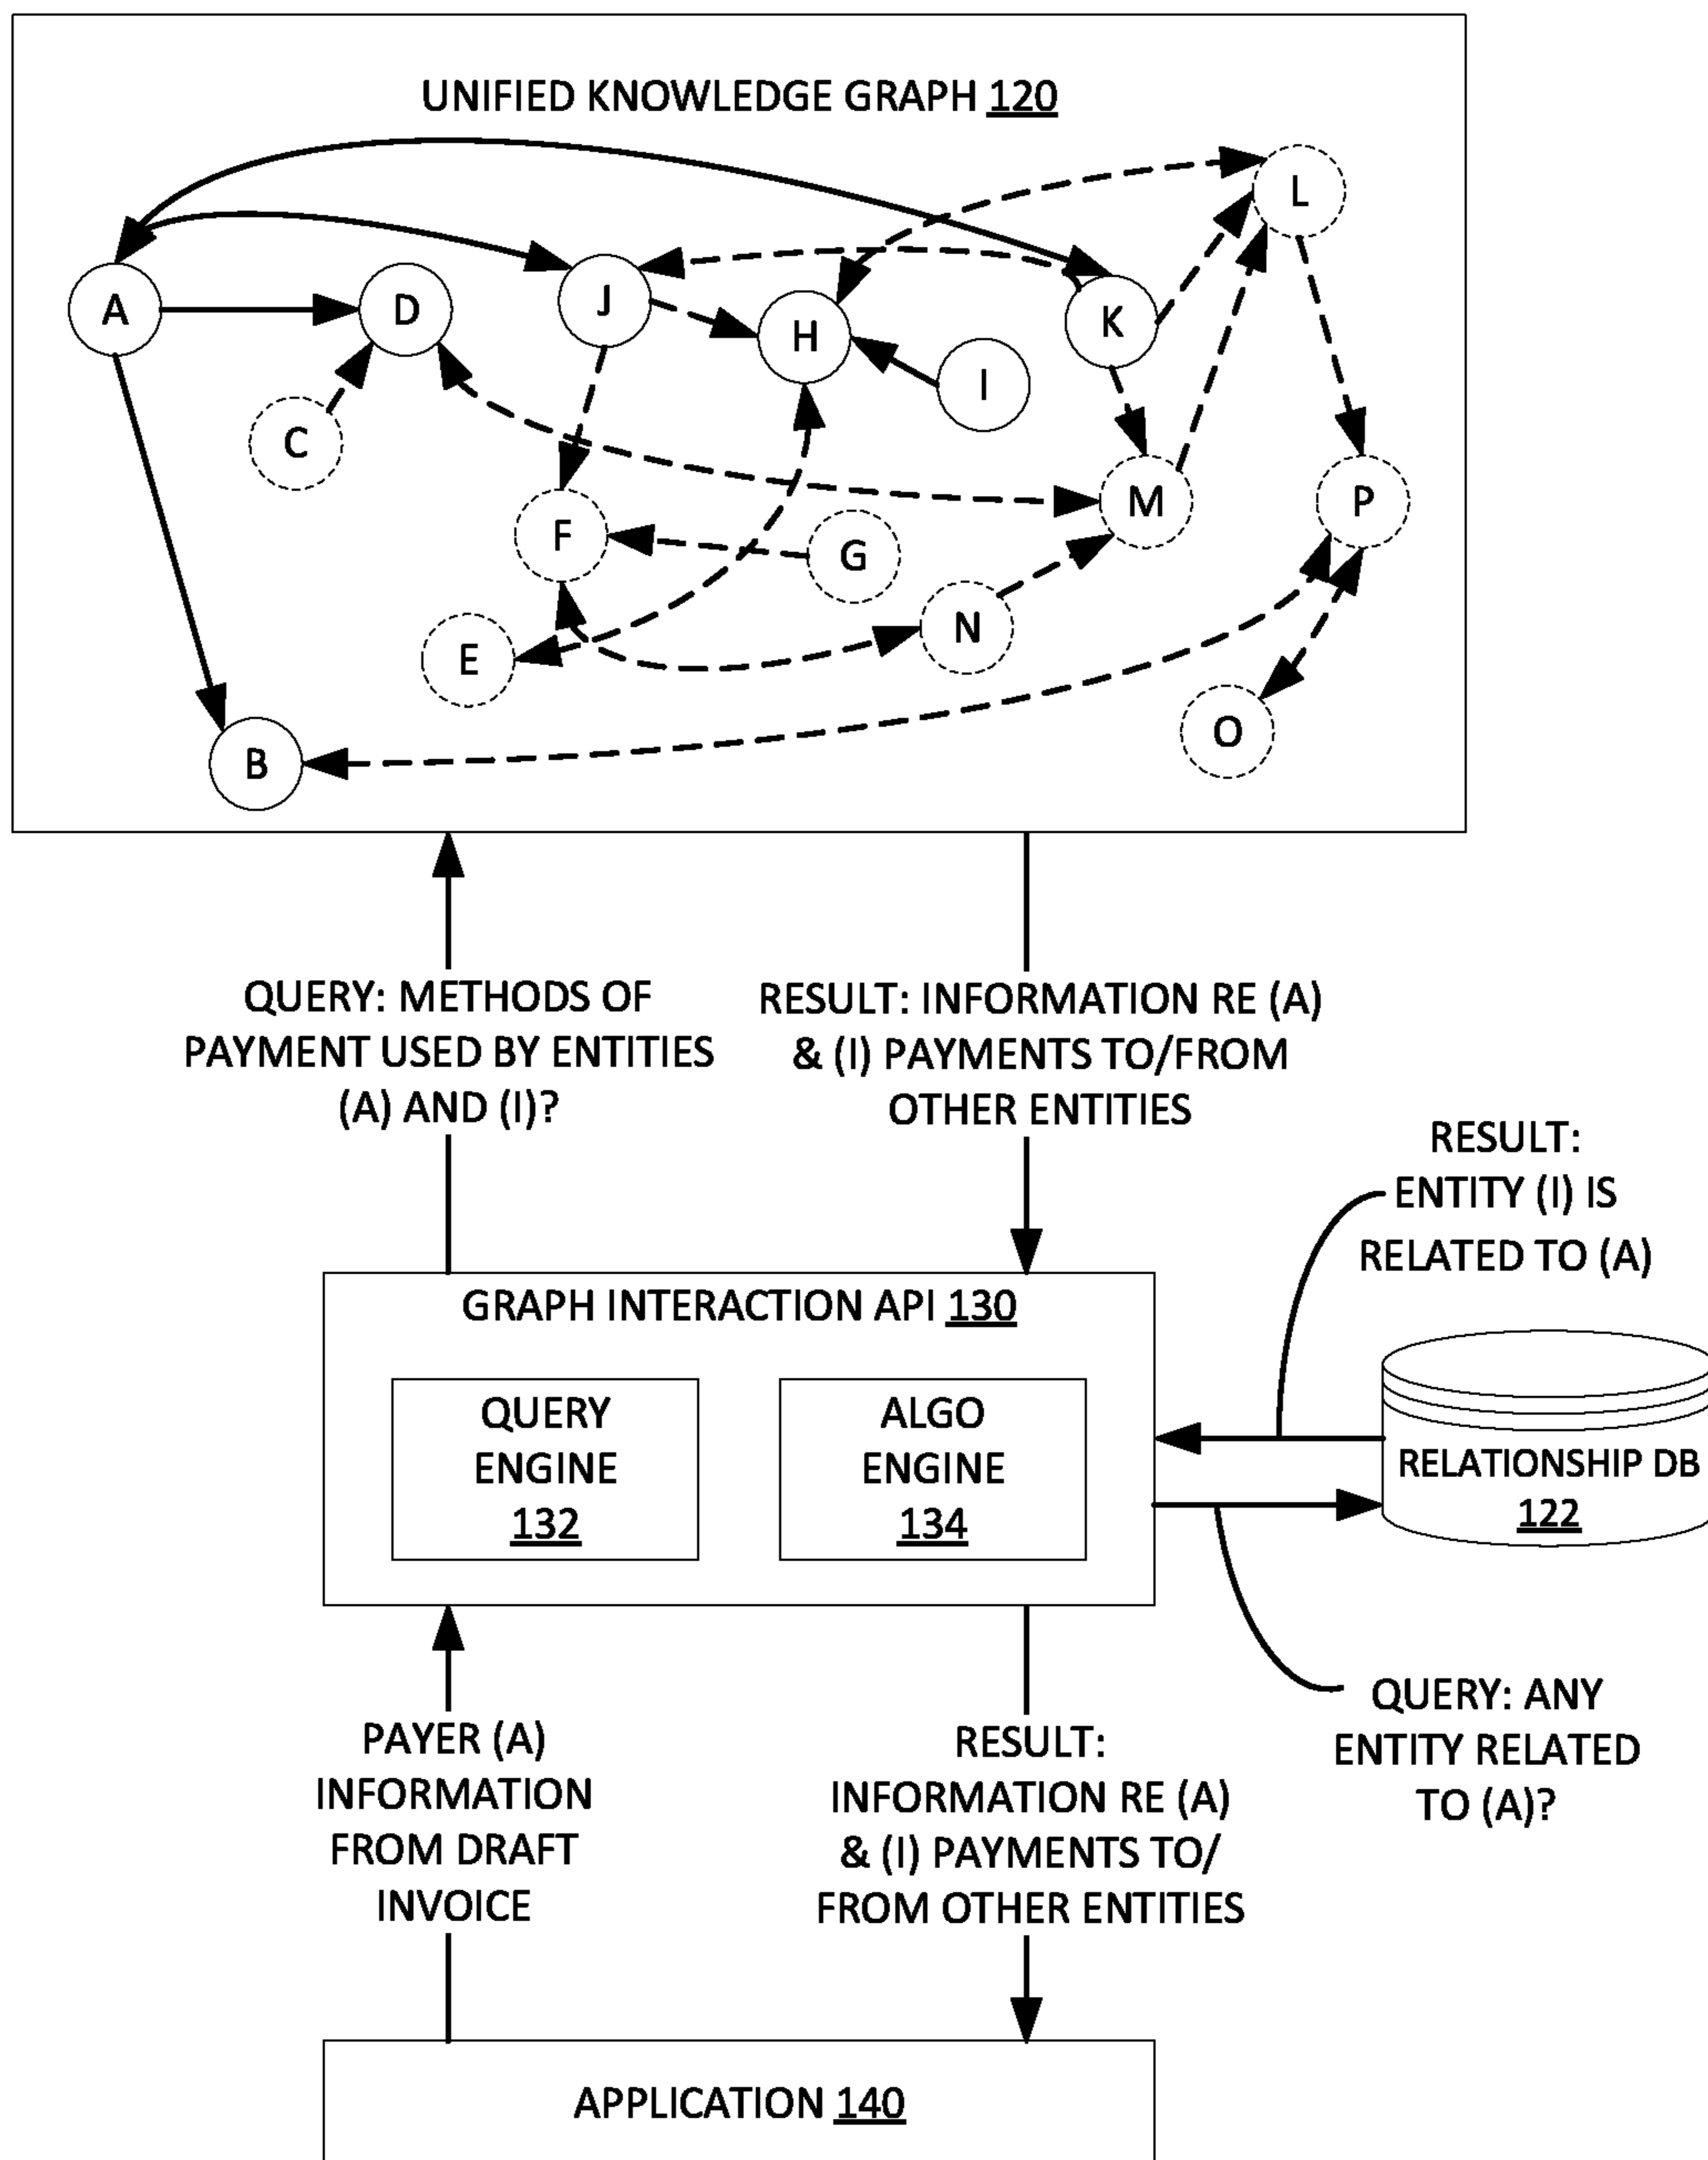 UNIFIED KNOWLEDGE GRAPH 120
L
A
D
J
H
K
I
C
M
P
F
G
E
N
O
B
QUERY: METHODS OF
PAYMENT USED BY ENTITIES
(A) AND (I)?
RESULT: INFORMATION RE (A)
& (I) PAYMENTS TO/FROM
OTHER ENTITIES
RESULT:
ENTITY (I) IS
RELATED TO (A)
GRAPH INTERACTION API 130
QUERY
ENGINE
132
ALGO
ENGINE
134
RELATIONSHIP DB
122
QUERY: ANY
ENTITY RELATED
TO (A)?
PAYER (A)
INFORMATION
FROM DRAFT
INVOICE
RESULT:
INFORMATION RE (A)
& (I) PAYMENTS TO/
FROM OTHER ENTITIES
APPLICATION 140